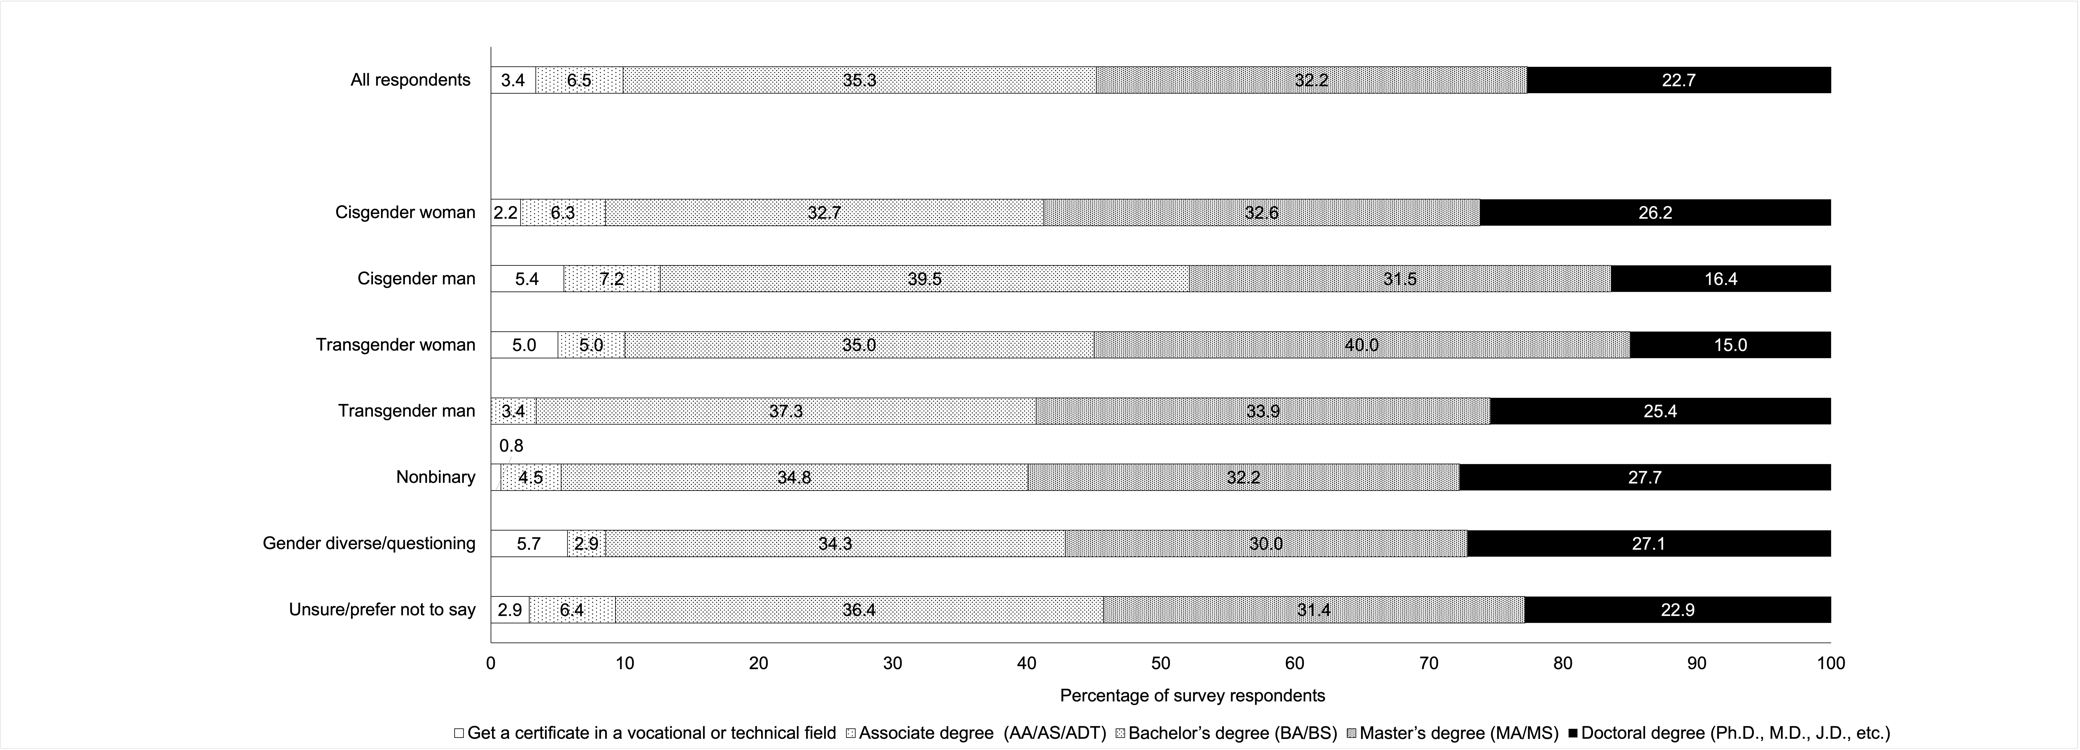 All respondents 3.4 6.5 35.3 32.2 22.7
Cisgender woman 2.2 6.3 32.7 32.6 26.2
Cisgender man 5.4 7.2 39.5 31.5 16.4
Transgender woman 5.0 5.0 35.0 40.0 15.0
Transgender man 3.4 37.3 33.9 25.4
0.8
Nonbinary 4.5 34.8 32.2 27.7
Gender diverse/questioning 5.7 2.9 34.3 30.0 27.1
Unsure/prefer not to say 2.9 6.4 36.4 31.4 22.9
0 10 20 30 40 50 60 70 80 90 100
Percentage of survey respondents
Get a certificate in a vocational or technical field Associate degree (AA/AS/ADT) Bachelor’s degree (BA/BS) Master’s degree (MA/MS) Doctoral degree (Ph.D., M.D., J.D., etc.)